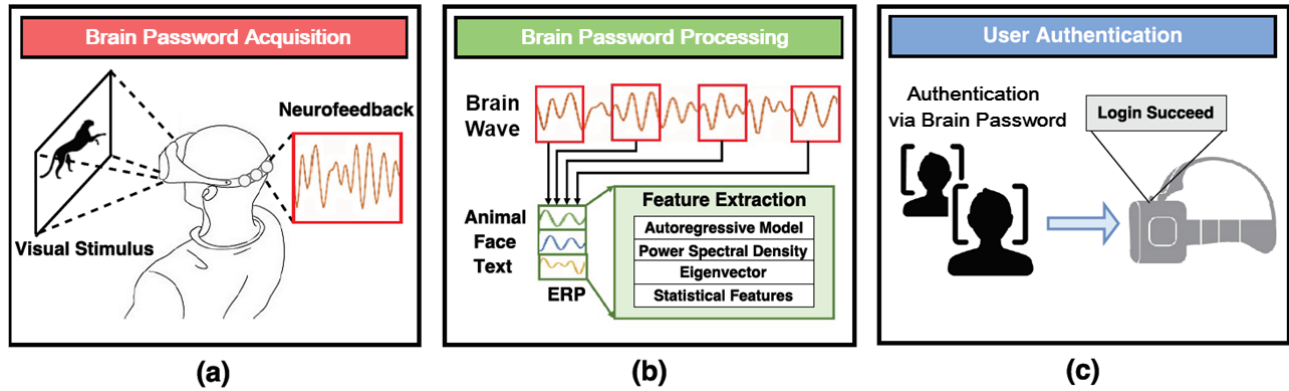 Brain Password Acquisition
Neurofeedback
Visual Stimulus
(a)
Brain Password Processing
Brain
Wave
Animal
Face
Text
ERP
Feature Extraction
Autoregressive Model
Power Spectral Density
Eigenvector
Statistical Features
(b)
User Authentication
Authentication
via Brain Password
Login Succeed
(c)